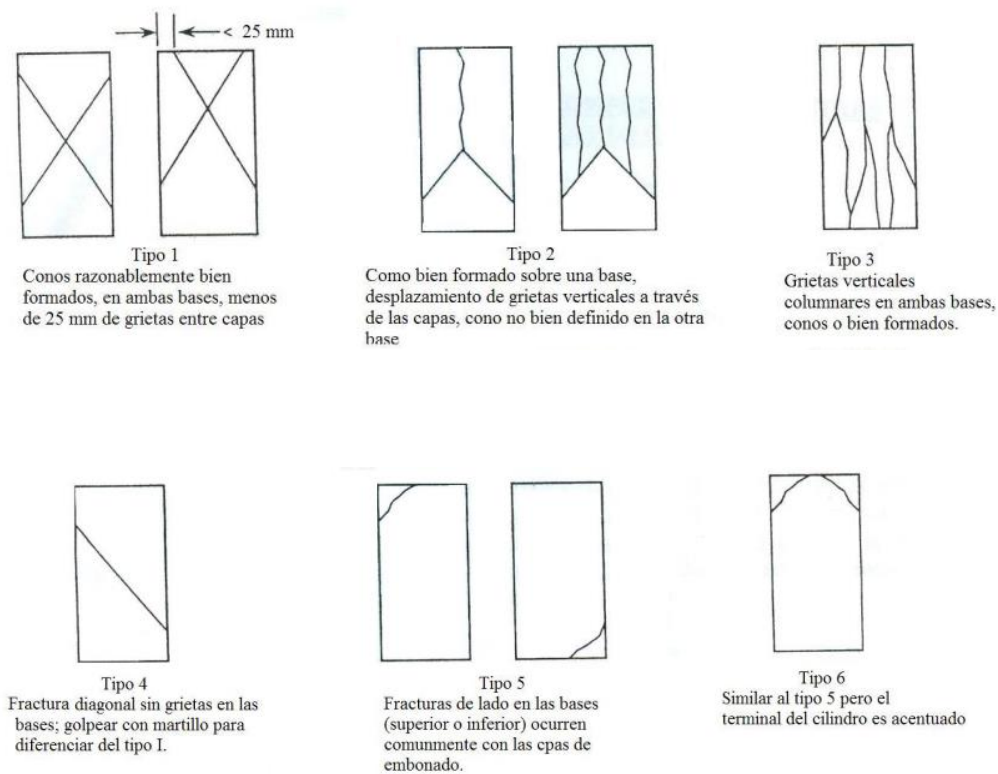 < 25 mm
Tipo 1
Conos razonablemente bien
formados, en ambas bases, menos
de 25 mm de grietas entre capas
Tipo 2
Como bien formado sobre una base,
desplazamiento de grietas verticales a través
de las capas, cono no bien definido en la otra
base
Tipo 3
Grietas verticales
columnares en ambas bases,
conos o bien formados.
Tipo 4
Fractura diagonal sin grietas en las
bases; golpear con martillo para
diferenciar del tipo I.
Tipo 5
Fracturas de lado en las bases
(superior o inferior) ocurren
comunmente con las cpas de
embonado.
Tipo 6
Similar al tipo 5 pero el
terminal del cilindro es acentuado